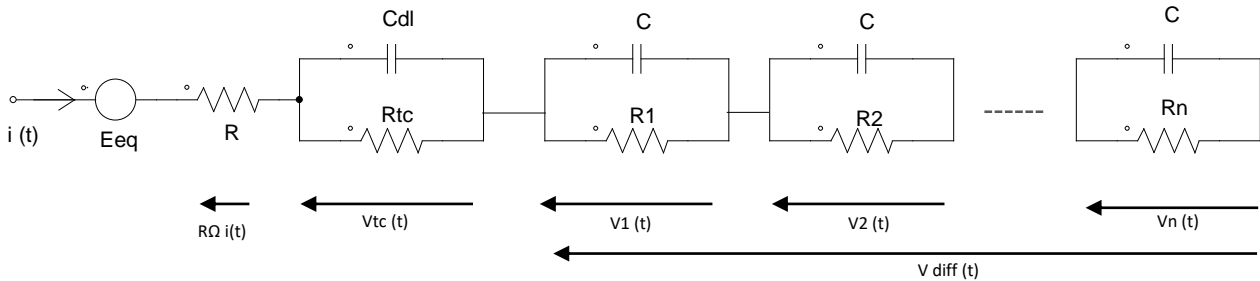 Cdl
C
C
C
i (t)
Eeq
R
Rtc
R1
R2
Rn
RΩ i(t)
Vtc (t)
V1 (t)
V2 (t)
Vn (t)
V diff (t)